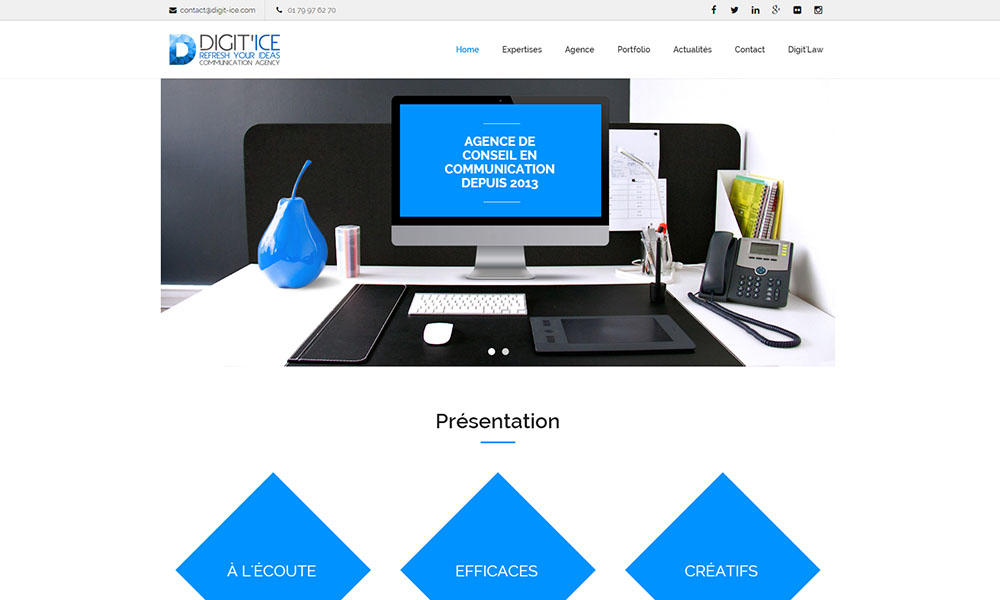 contact@digit-ice.com
01 79 97 62 70
DIGIT'ICE
REFRESH YOUR IDEAS
COMMUNICATION AGENCY
Home
Expertises
Agence
Portfolio
Actualités
Contact
Digit'Law
AGENCE DE
CONSEIL EN
COMMUNICATION
DEPUIS 2013
Présentation
À L'ÉCOUTE
EFFICACES
CRÉATIFS